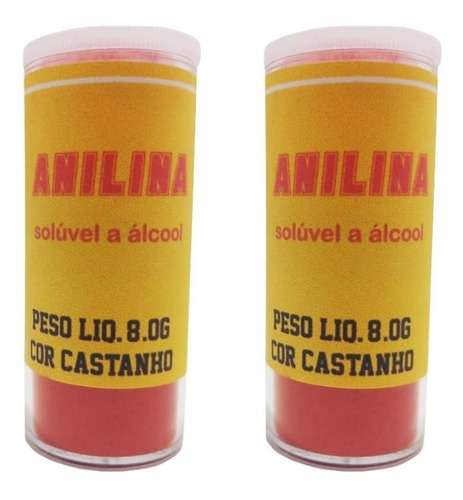 ANILINA
solúvel a álcool
PESO LIQ. 8.0G
COR CASTANHO
ANILINA
solúvel a álcool
PESO LIQ. 8.0G
COR CASTANHO